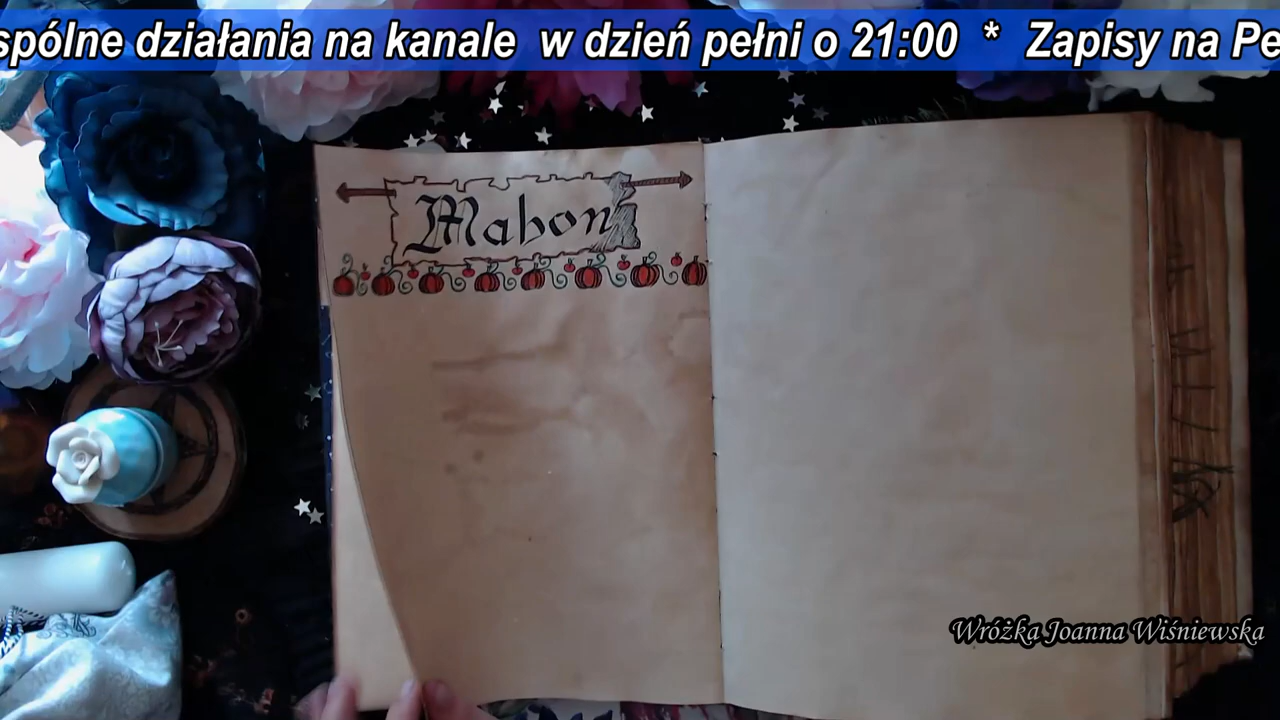 spólne działania na kanale w dzień pełni o 21:00 * Zapisy na Pe
Mabon
Wróżka Joanna Wiśniewska